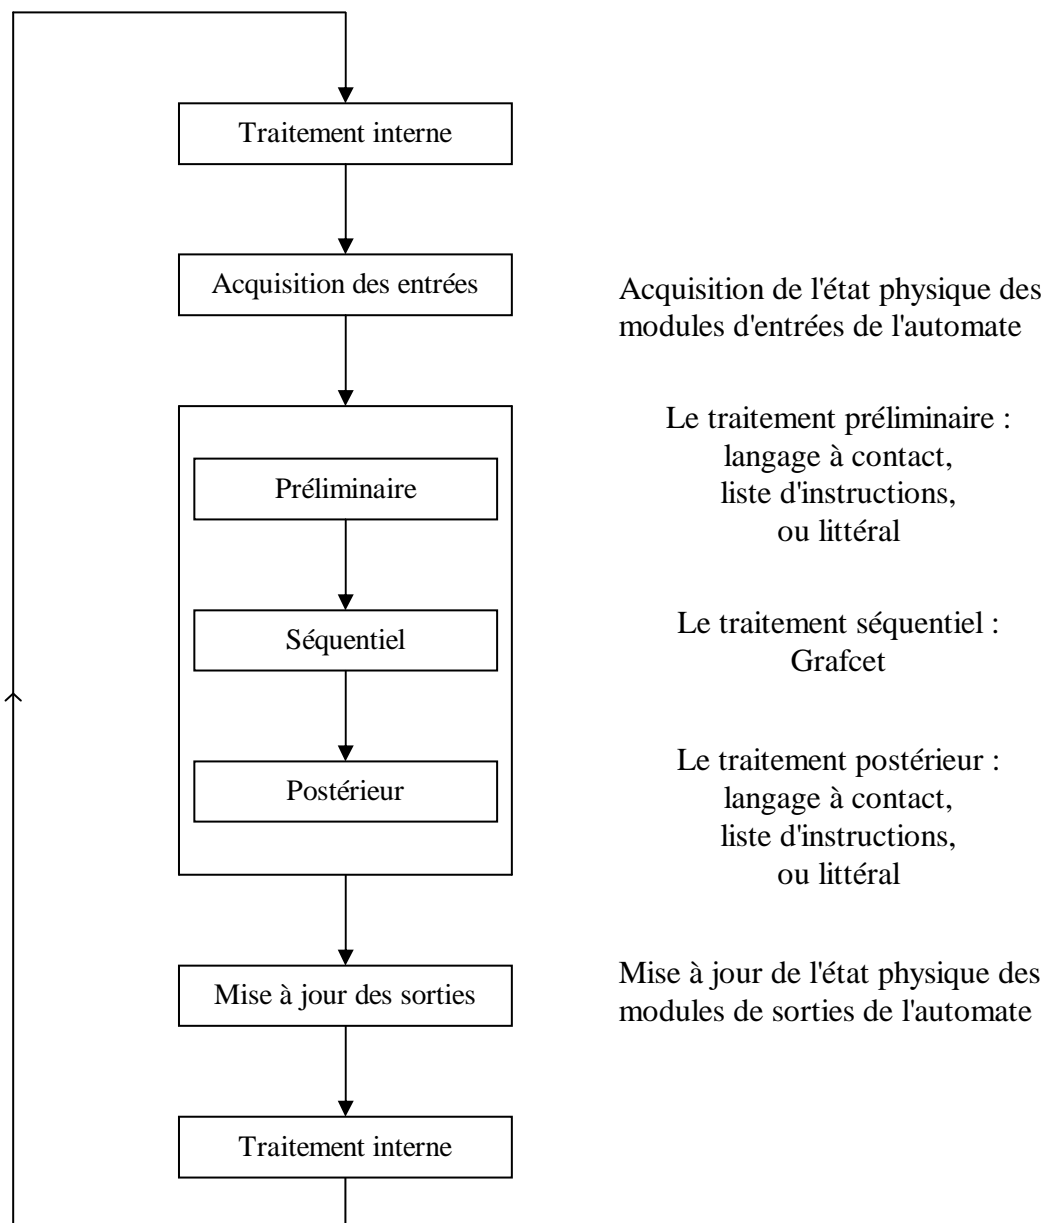 Traitement interne
Acquisition des entrées
Acquisition de l'état physique des
modules d'entrées de l'automate
Le traitement préliminaire :
langage à contact,
liste d'instructions,
ou littéral
Préliminaire
Le traitement séquentiel :
Grafcet
Séquentiel
Le traitement postérieur :
langage à contact,
liste d'instructions,
ou littéral
Postérieur
Mise à jour des sorties
Mise à jour de l'état physique des
modules de sorties de l'automate
Traitement interne